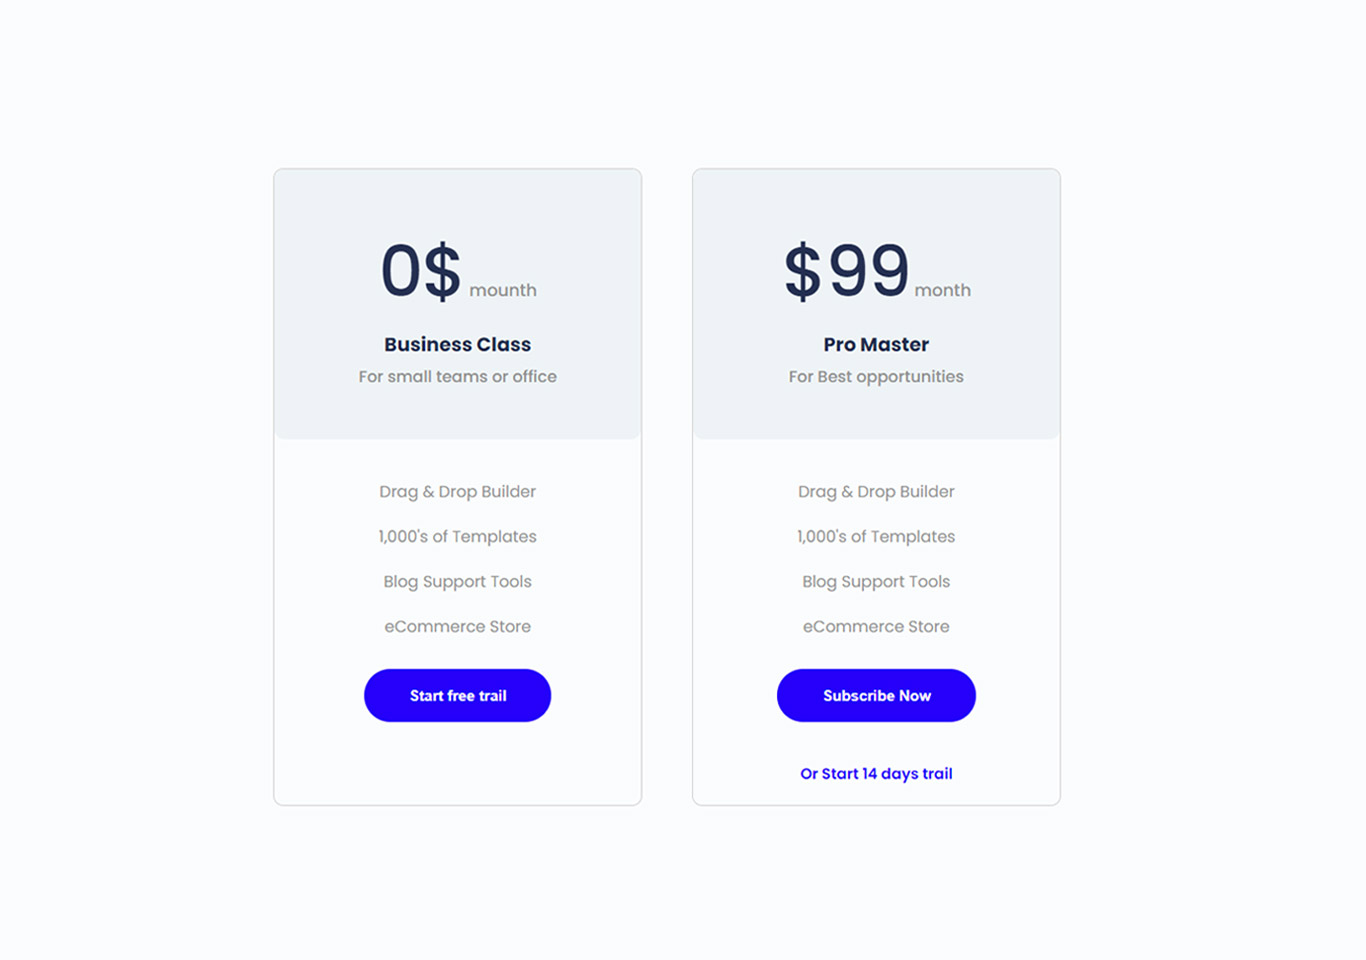 0$ mounth
Business Class
For small teams or office
Drag & Drop Builder
1,000's of Templates
Blog Support Tools
eCommerce Store
Start free trail
$99 month
Pro Master
For Best opportunities
Drag & Drop Builder
1,000's of Templates
Blog Support Tools
eCommerce Store
Subscribe Now
Or Start 14 days trail